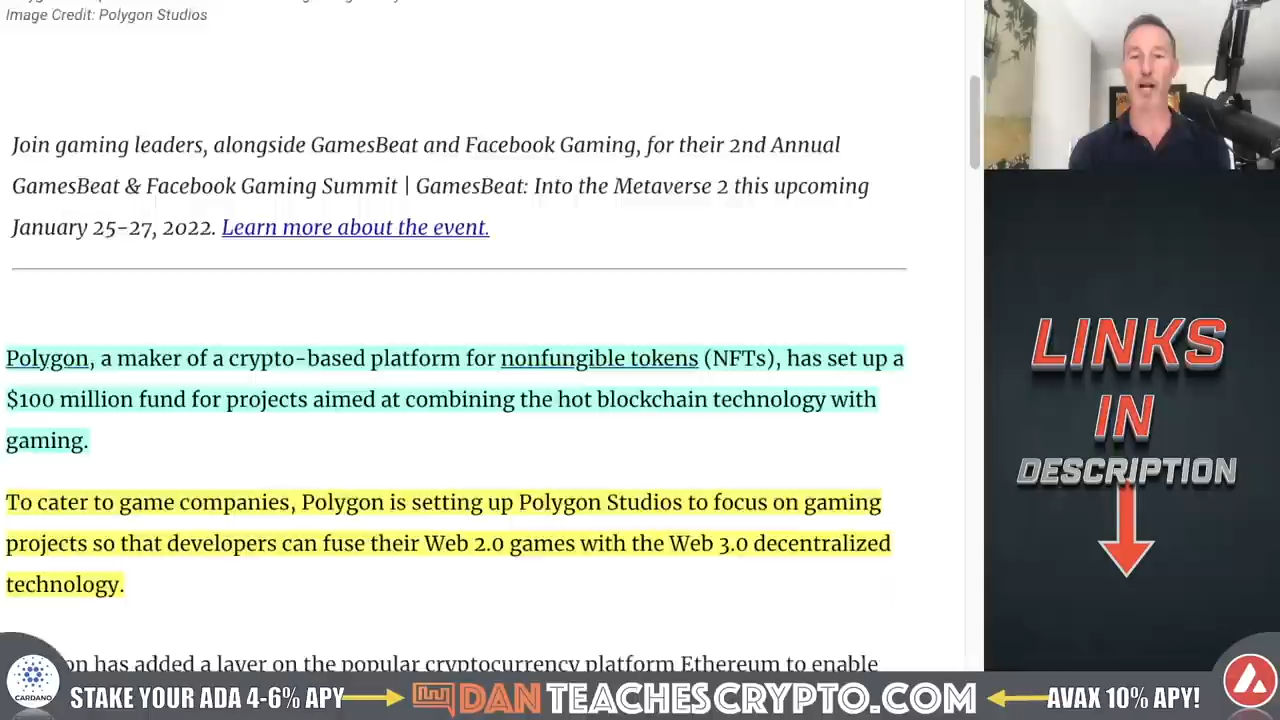 Image Credit: Polygon Studios
Join gaming leaders, alongside GamesBeat and Facebook Gaming, for their 2nd Annual
GamesBeat & Facebook Gaming Summit | GamesBeat: Into the Metaverse 2 this upcoming
January 25-27, 2022. Learn more about the event.
Polygon, a maker of a crypto-based platform for nonfungible tokens (NFTs), has set up a
$100 million fund for projects aimed at combining the hot blockchain technology with
gaming.
To cater to game companies, Polygon is setting up Polygon Studios to focus on gaming
projects so that developers can fuse their Web 2.0 games with the Web 3.0 decentralized
technology.
on has added a layer on the popular cryptocurrency platform Ethereum to enable
LINKS
IN
DESCRIPTION
CARDANO
STAKE YOUR ADA 4-6% APY
DANTEACHESCRYPTO.COM
AVAX 10% APY!